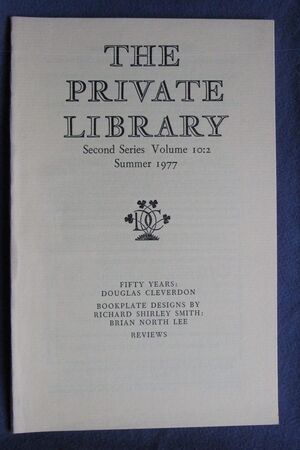 THE
PRIVATE
LIBRARY
Second Series Volume 10:2
Summer 1977
DC
FIFTY YEARS:
DOUGLAS CLEVERDON
BOOKPLATE DESIGNS BY
RICHARD SHIRLEY SMITH:
BRIAN NORTH LEE
REVIEWS